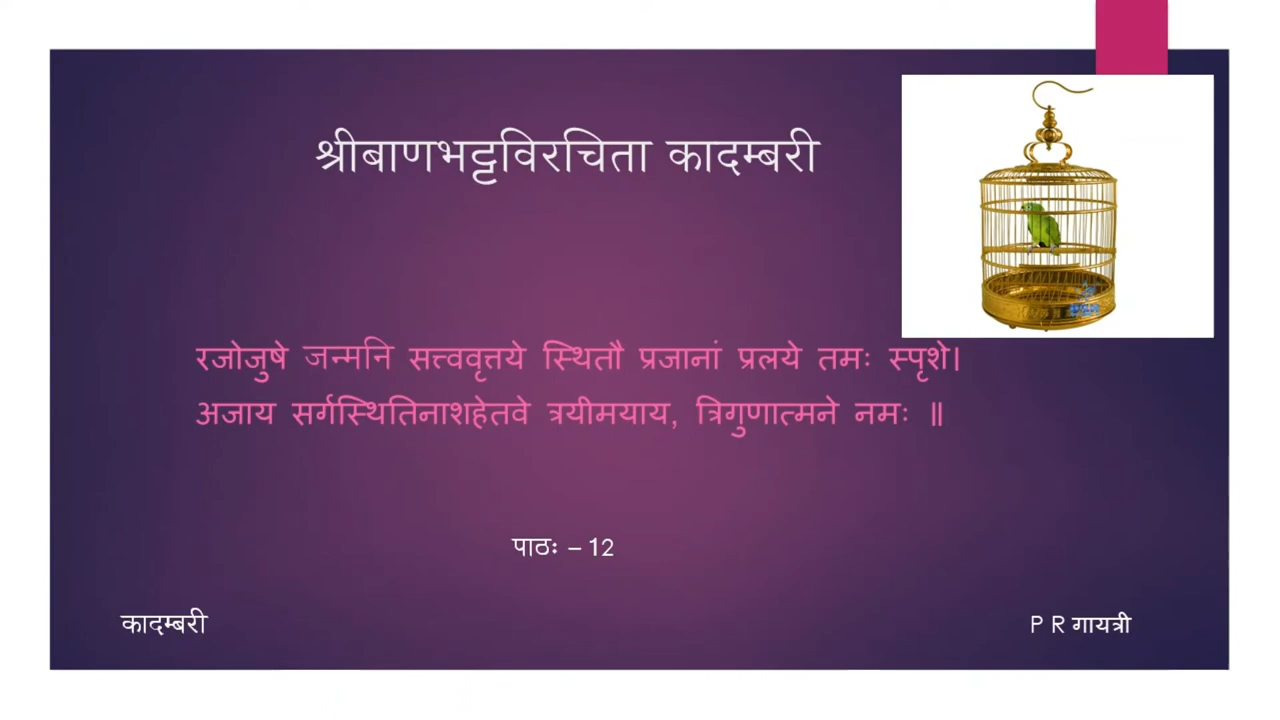 श्रीबाणभट्टविरचिता कादम्बरी
रजोजुषे जन्मनि सत्त्ववृत्तये स्थितौ प्रजानां प्रलये तमः स्पृशे।
अजाय सर्गस्थितिनाशहेतवे त्रयीमयाय, त्रिगुणात्मने नमः ॥
पाठः – 12
कादम्बरी
P R गायत्री